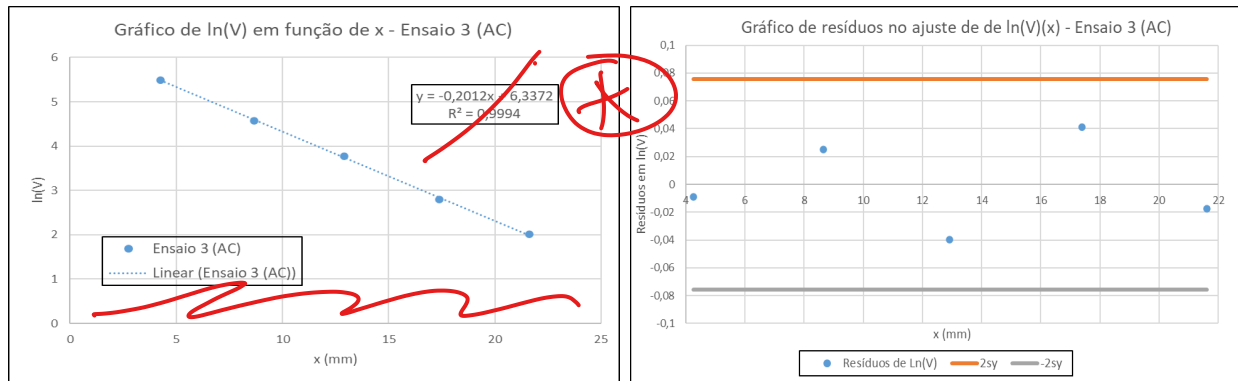 Gráfico de ln(V) em função de x - Ensaio 3 (AC)
6
5
4
3
2
1
0
ln(V)
y = -0,2012x + 6,3372
R² = 0,9994
Ensaio 3 (AC)
Linear (Ensaio 3 (AC))
0 5 10 15 20 25
x (mm)
Gráfico de resíduos no ajuste de de ln(V)(x) - Ensaio 3 (AC)
0,1
0,08
0,06
0,04
0,02
0
-0,02
-0,04
-0,06
-0,08
-0,1
Resíduos em ln(V)
4 6 8 10 12 14 16 18 20 22
x (mm)
Resíduos de Ln(V) 2sy -2sy